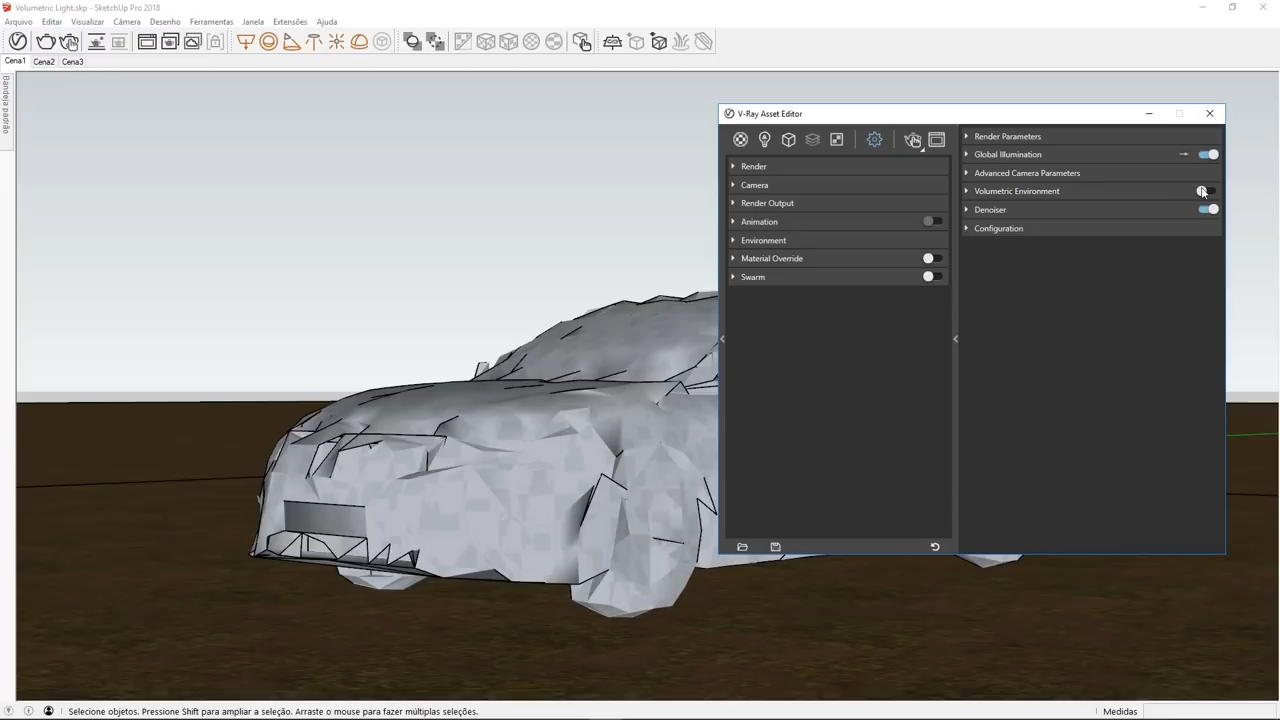 Volumetric Light.skp - SketchUp Pro 2018
Arquivo Editar Visualizar Câmera Desenho Ferramentas Janela Extensões Ajuda
Cena1 Cena2 Cena3
Bandeja padrão
V-Ray Asset Editor
Render
Camera
Render Output
Animation
Environment
Material Override
Swarm
Render Parameters
Global Illumination
Advanced Camera Parameters
Volumetric Environment
Denoiser
Configuration
Selecione objetos. Pressione Shift para ampliar a seleção. Arraste o mouse para fazer múltiplas seleções.
Medidas